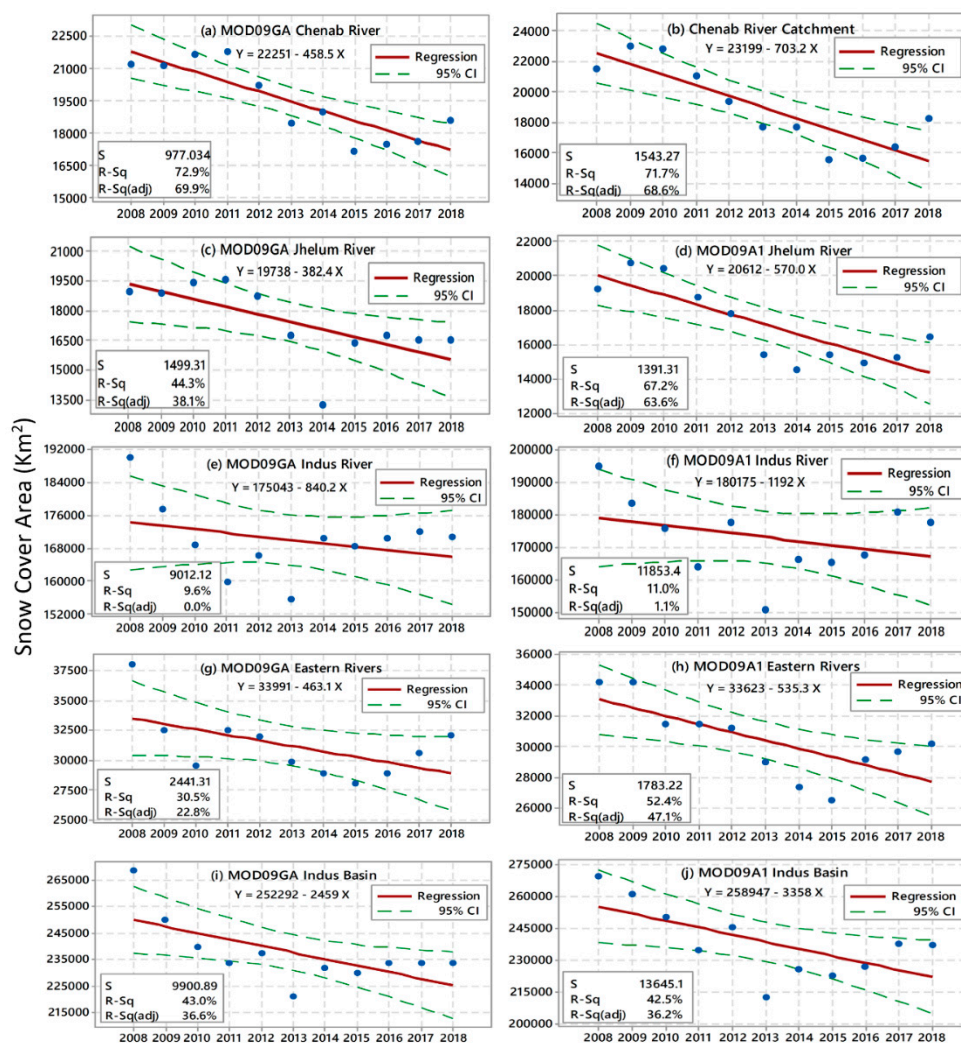 Snow Cover Area (Km²)
(a) MOD09GA Chenab River
Y = 22251 - 458.5 X
Regression
95% CI
22500
21000
19500
18000
16500
15000
S 977.034
R-Sq 72.9%
R-Sq(adj) 69.9%
2008 2009 2010 2011 2012 2013 2014 2015 2016 2017 2018
(b) Chenab River Catchment
Y = 23199 - 703.2 X
Regression
95% CI
24000
22000
20000
18000
16000
14000
S 1543.27
R-Sq 71.7%
R-Sq(adj) 68.6%
2008 2009 2010 2011 2012 2013 2014 2015 2016 2017 2018
(c) MOD09GA Jhelum River
Y = 19738 - 382.4 X
Regression
95% CI
21000
19500
18000
16500
15000
13500
S 1499.31
R-Sq 44.3%
R-Sq(adj) 38.1%
2008 2009 2010 2011 2012 2013 2014 2015 2016 2017 2018
(d) MOD09A1 Jhelum River
Y = 20612 - 570.0 X
Regression
95% CI
22000
20000
18000
16000
14000
12000
S 1391.31
R-Sq 67.2%
R-Sq(adj) 63.6%
2008 2009 2010 2011 2012 2013 2014 2015 2016 2017 2018
(e) MOD09GA Indus River
Y = 175043 - 840.2 X
Regression
95% CI
192000
184000
176000
168000
160000
152000
S 9012.12
R-Sq 9.6%
R-Sq(adj) 0.0%
2008 2009 2010 2011 2012 2013 2014 2015 2016 2017 2018
(f) MOD09A1 Indus River
Y = 180175 - 1192 X
Regression
95% CI
200000
190000
180000
170000
160000
150000
S 11853.4
R-Sq 11.0%
R-Sq(adj) 1.1%
2008 2009 2010 2011 2012 2013 2014 2015 2016 2017 2018
(g) MOD09GA Eastern Rivers
Y = 33991 - 463.1 X
Regression
95% CI
37500
35000
32500
30000
27500
25000
S 2441.31
R-Sq 30.5%
R-Sq(adj) 22.8%
2008 2009 2010 2011 2012 2013 2014 2015 2016 2017 2018
(h) MOD09A1 Eastern Rivers
Y = 33623 - 535.3 X
Regression
95% CI
36000
34000
32000
30000
28000
26000
S 1783.22
R-Sq 52.4%
R-Sq(adj) 47.1%
2008 2009 2010 2011 2012 2013 2014 2015 2016 2017 2018
(i) MOD09GA Indus Basin
Y = 252292 - 2459 X
Regression
95% CI
265000
255000
245000
235000
225000
215000
S 9900.89
R-Sq 43.0%
R-Sq(adj) 36.6%
2008 2009 2010 2011 2012 2013 2014 2015 2016 2017 2018
(j) MOD09A1 Indus Basin
Y = 258947 - 3358 X
Regression
95% CI
275000
260000
245000
230000
215000
200000
S 13645.1
R-Sq 42.5%
R-Sq(adj) 36.2%
2008 2009 2010 2011 2012 2013 2014 2015 2016 2017 2018